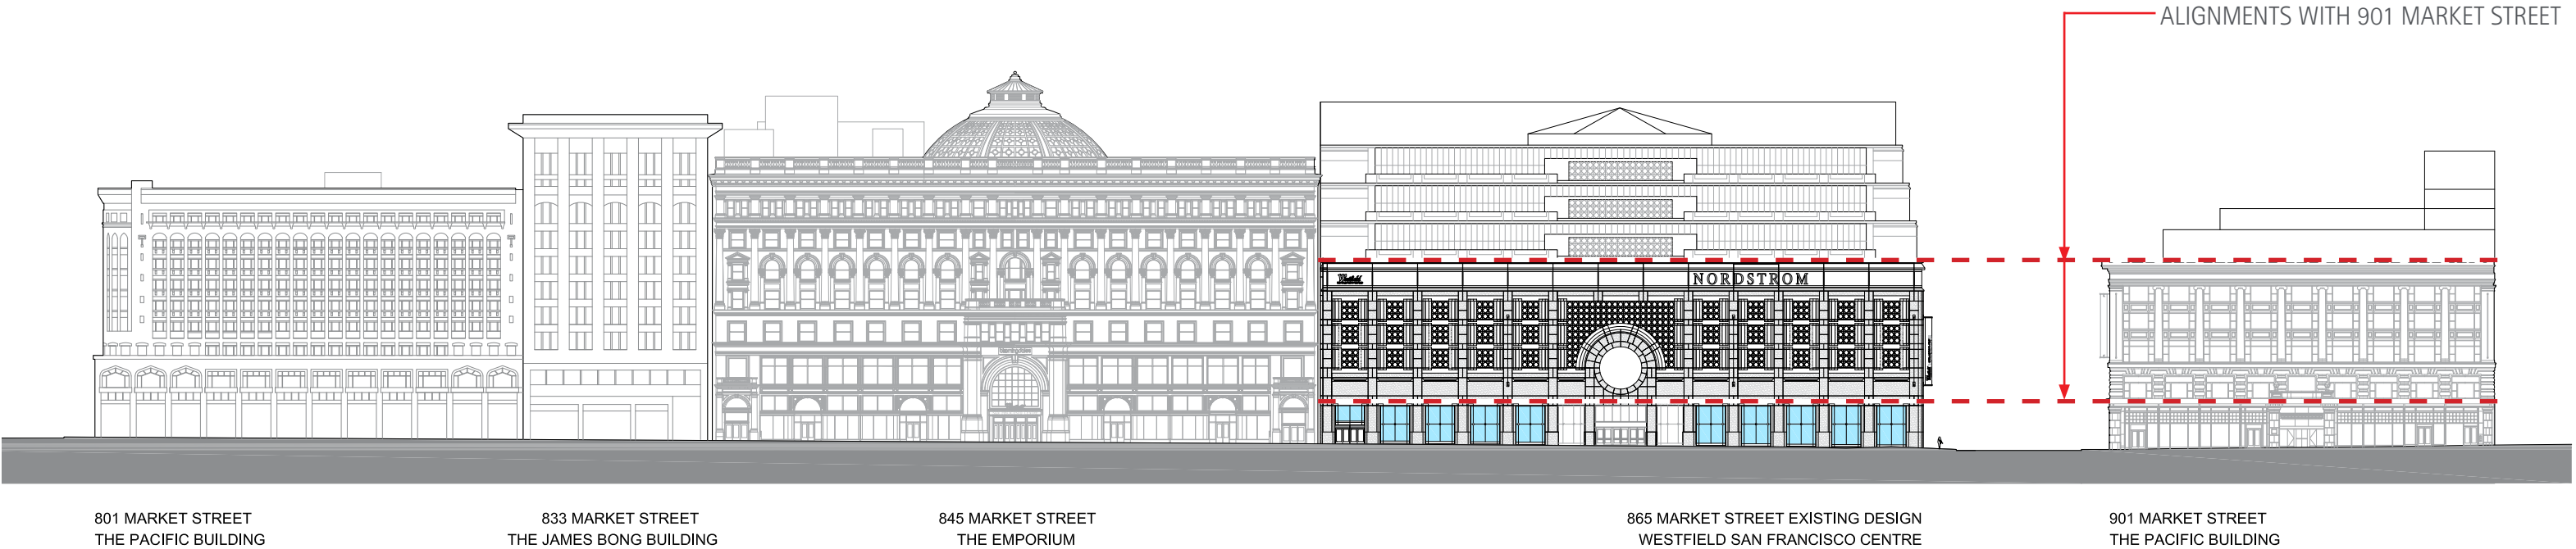 ALIGNMENTS WITH 901 MARKET STREET
Westfield
NORDSTROM
801 MARKET STREET
THE PACIFIC BUILDING
833 MARKET STREET
THE JAMES BONG BUILDING
845 MARKET STREET
THE EMPORIUM
865 MARKET STREET EXISTING DESIGN
WESTFIELD SAN FRANCISCO CENTRE
901 MARKET STREET
THE PACIFIC BUILDING